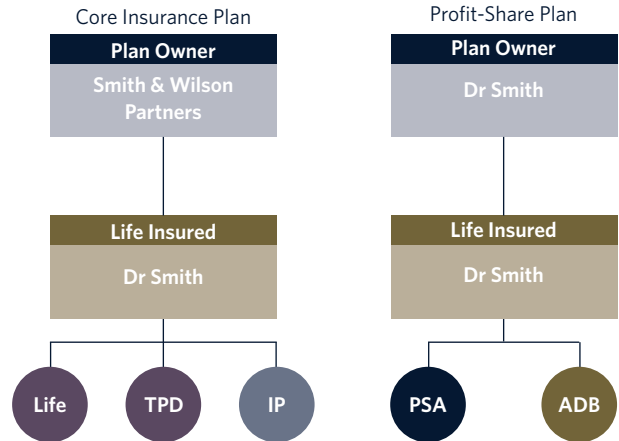 Core Insurance Plan
Plan Owner
Smith & Wilson
Partners
Life Insured
Dr Smith
Life
TPD
IP
Profit-Share Plan
Plan Owner
Dr Smith
Life Insured
Dr Smith
PSA
ADB